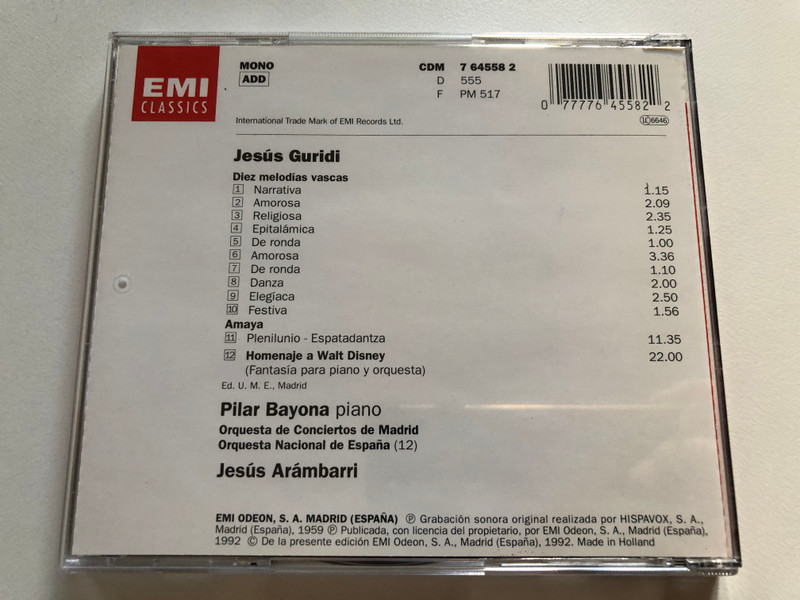 EMI
CLASSICS
MONO
ADD
CDM 7 64558 2
D 555
F PM 517
0 77776 45582 2
International Trade Mark of EMI Records Ltd.
LC 6646
Jesús Guridi
Diez melodías vascas
1 Narrativa 1.15
2 Amorosa 2.09
3 Religiosa 2.35
4 Epitalámica 1.25
5 De ronda 1.00
6 Amorosa 3.36
7 De ronda 1.10
8 Danza 2.00
9 Elegíaca 2.50
10 Festiva 1.56
Amaya
11 Plenilunio - Espatadantza 11.35
12 Homenaje a Walt Disney 22.00
(Fantasía para piano y orquesta)
Ed. U. M. E., Madrid
Pilar Bayona piano
Orquesta de Conciertos de Madrid
Orquesta Nacional de España (12)
Jesús Arámbarri
EMI ODEON, S. A. MADRID (ESPAÑA) ℗ Grabación sonora original realizada por HISPAVOX, S. A.,
Madrid (España), 1959 ℗ Publicada, con licencia del propietario, por EMI Odeon, S. A., Madrid (España),
1992 © De la presente edición EMI Odeon, S. A., Madrid (España), 1992. Made in Holland